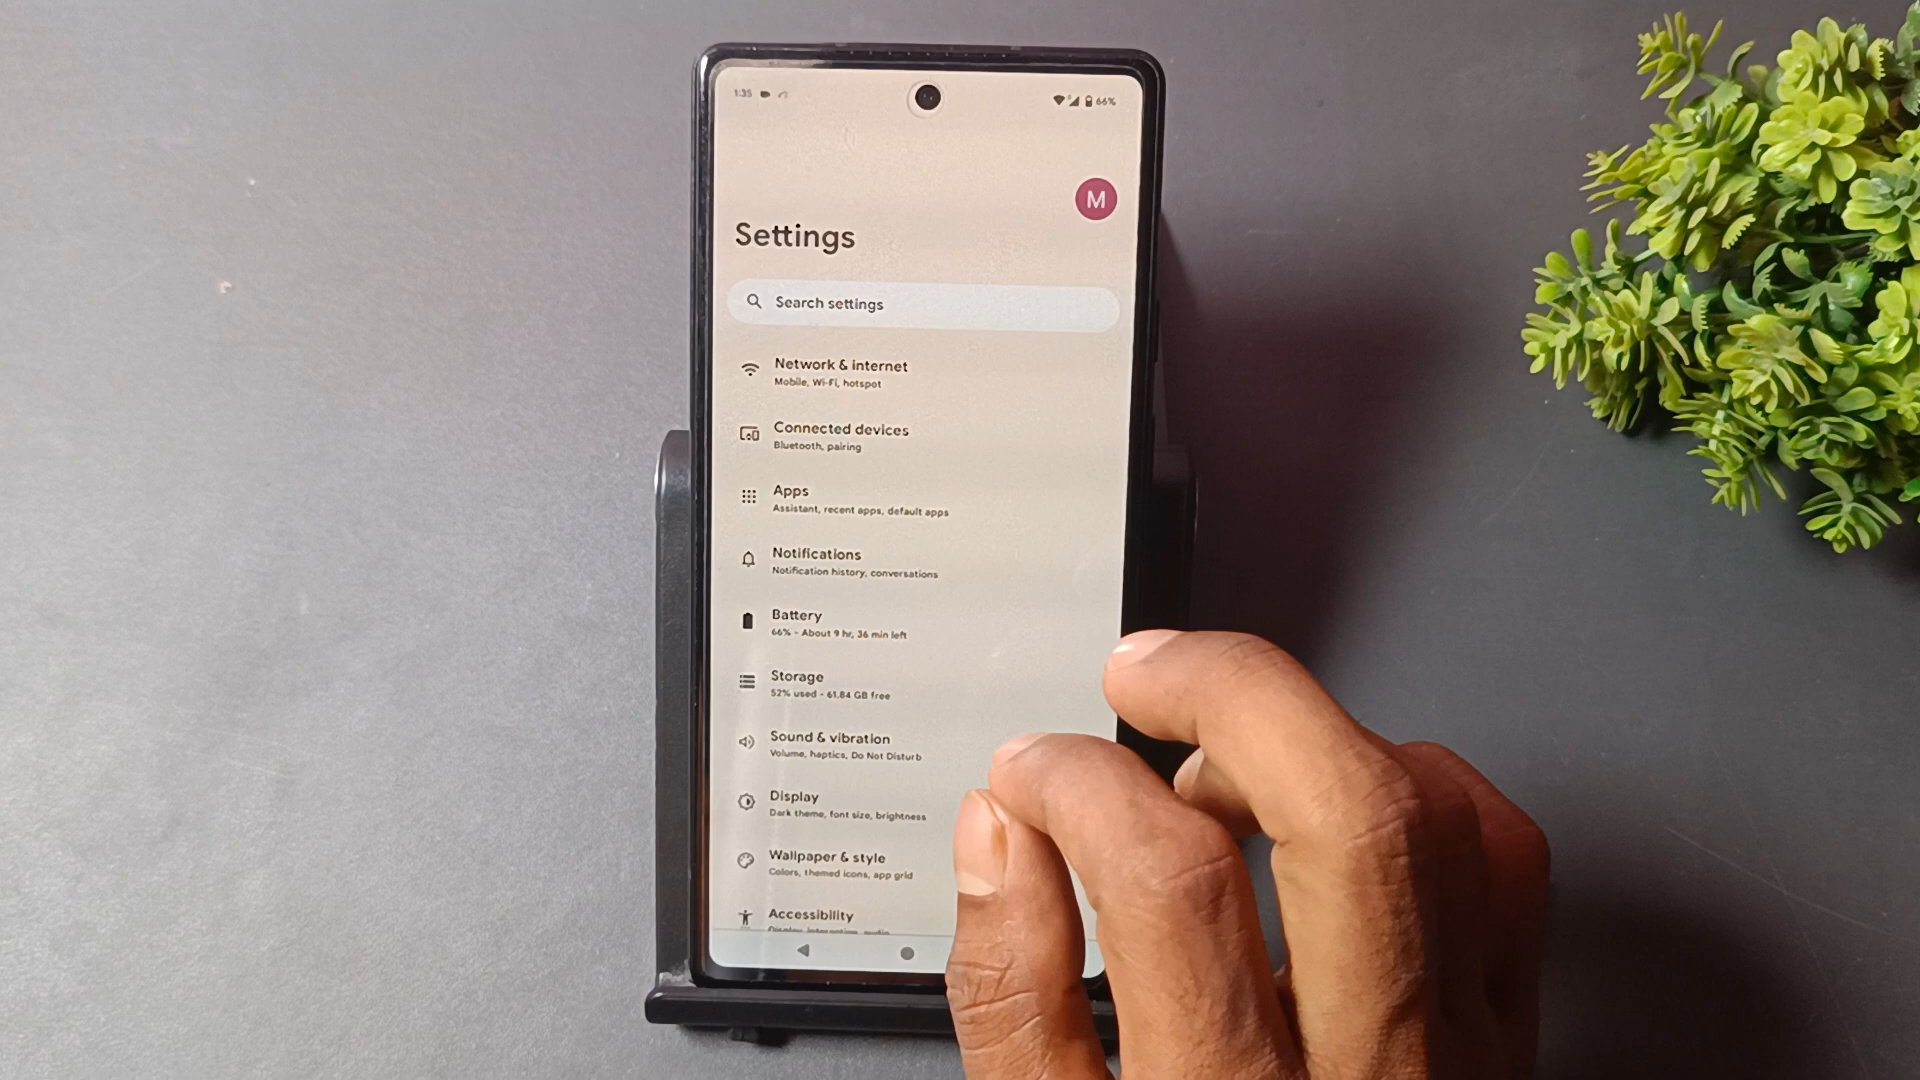 1:35
66%
M
Settings
Search settings
Network & internet
Mobile, Wi-Fi, hotspot
Connected devices
Bluetooth, pairing
Apps
Assistant, recent apps, default apps
Notifications
Notification history, conversations
Battery
66% - About 9 hr, 36 min left
Storage
52% used - 61.84 GB free
Sound & vibration
Volume, haptics, Do Not Disturb
Display
Dark theme, font size, brightness
Wallpaper & style
Colors, themed icons, app grid
Accessibility
Display, interaction, audio